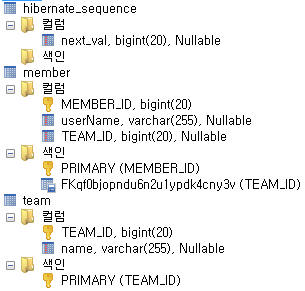 hibernate_sequence
컬럼
next_val, bigint(20), Nullable
색인
member
컬럼
MEMBER_ID, bigint(20)
userName, varchar(255), Nullable
TEAM_ID, bigint(20), Nullable
색인
PRIMARY (MEMBER_ID)
FKqf0bjopndu6n2u1ypdk4cny3v (TEAM_ID)
team
컬럼
TEAM_ID, bigint(20)
name, varchar(255), Nullable
색인
PRIMARY (TEAM_ID)